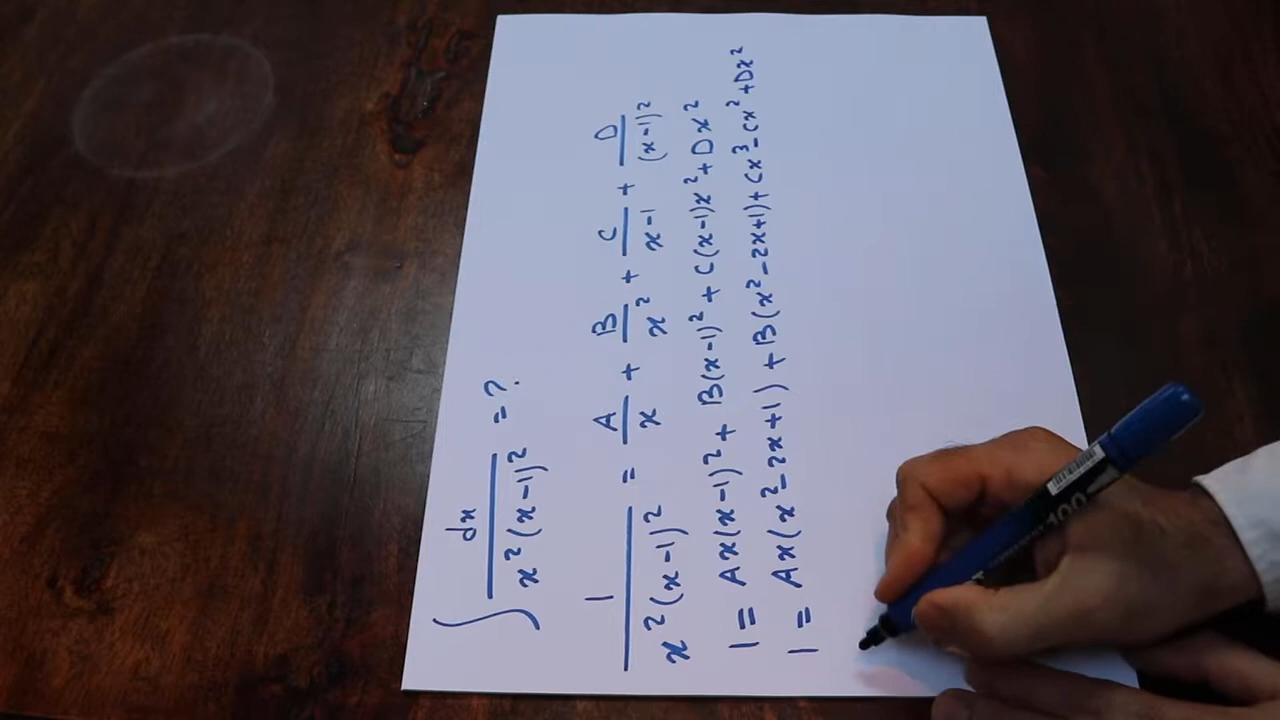 ∫ dx / x²(x-1)² = ?
1 / x²(x-1)² = A / x + B / x² + C / x-1 + D / (x-1)²
1 = Ax(x-1)² + B(x-1)² + C(x-1)x² + Dx²
1 = Ax(x²-2x+1) + B(x²-2x+1) + Cx³ - Cx² + Dx²
100